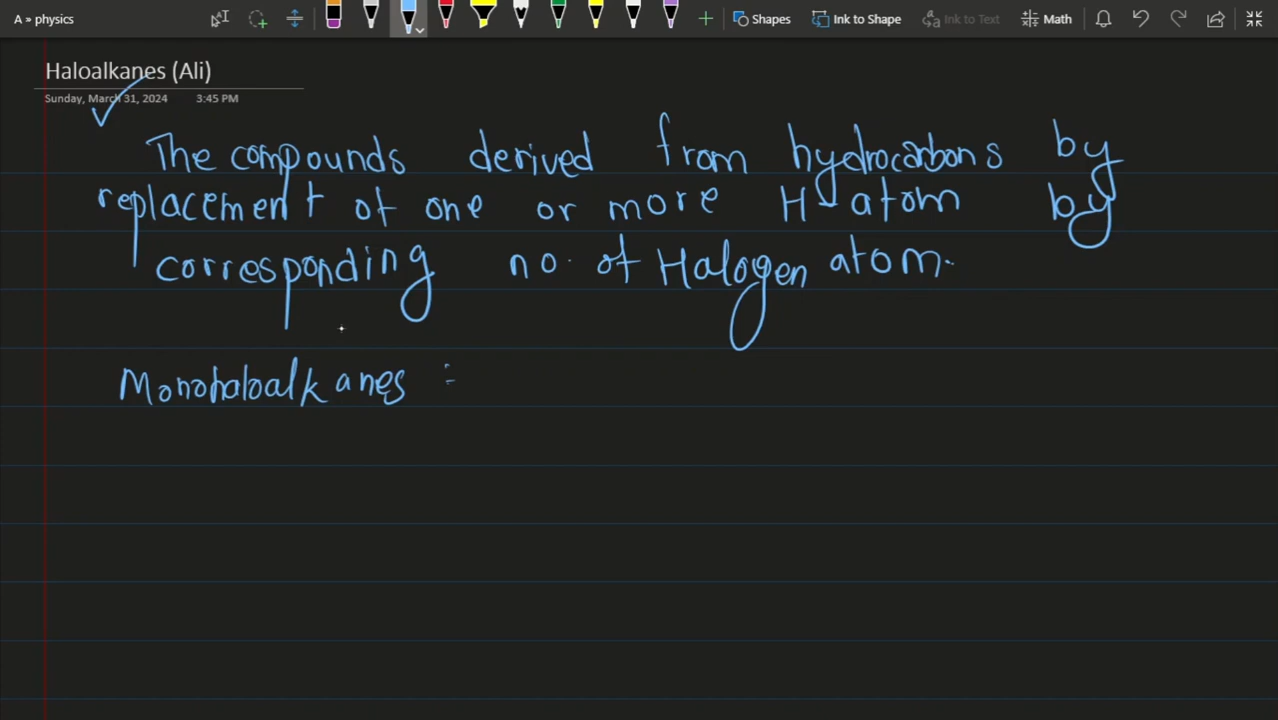 A » physics
Shapes
Ink to Shape
Ink to Text
Math
Haloalkanes (Ali)
Sunday, March 31, 2024 3:45 PM
The compounds derived from hydrocarbons by
replacement of one or more H atom by
corresponding no. of Halogen atom.
Monohaloalkanes :